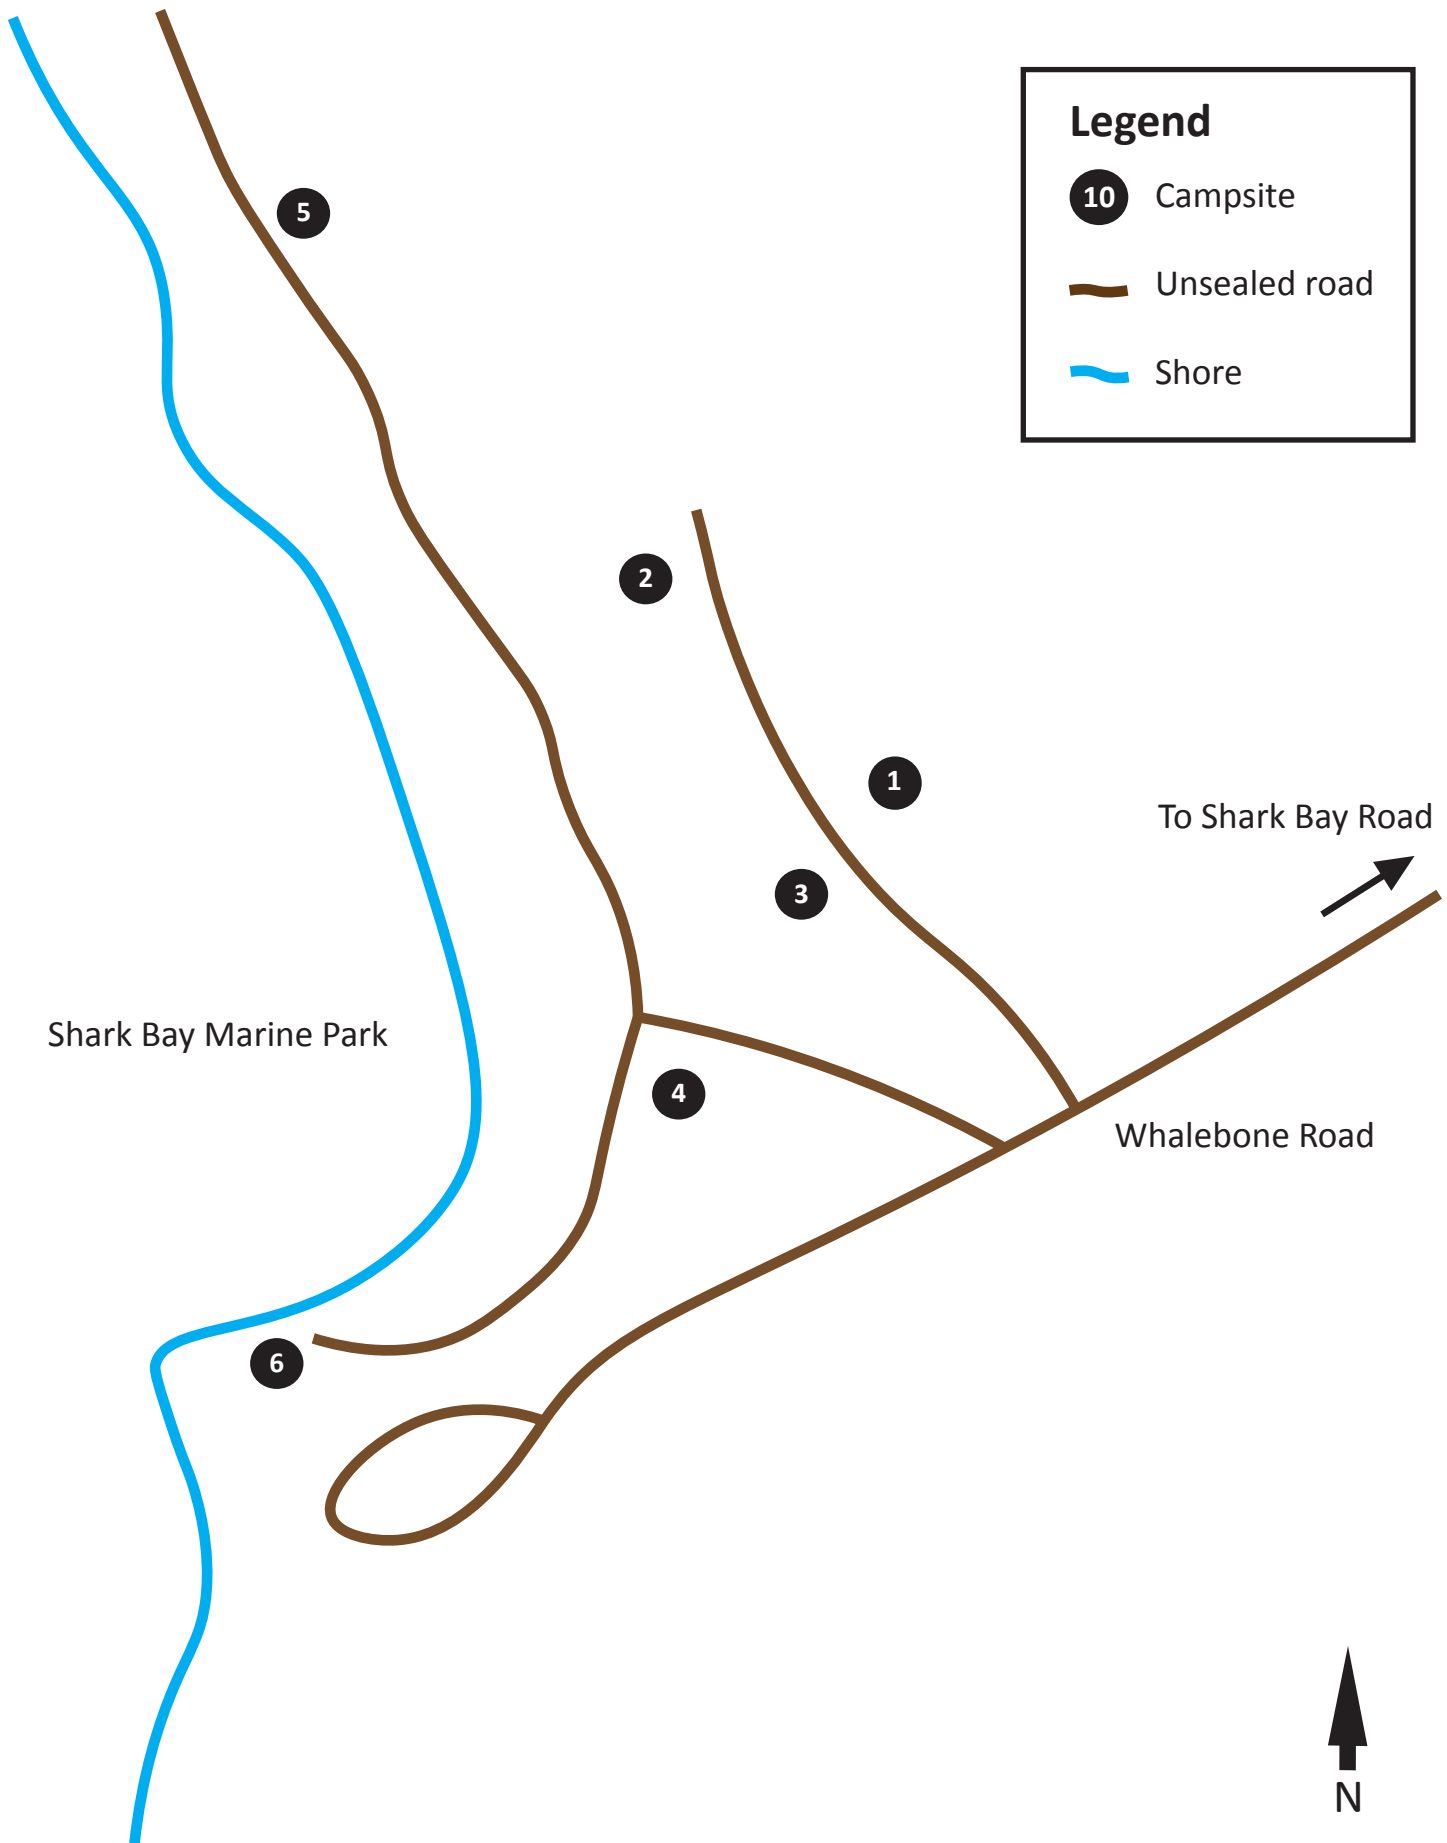 Legend
10 Campsite
Unsealed road
Shore
5
2
1
To Shark Bay Road
3
Shark Bay Marine Park
4
Whalebone Road
6
N